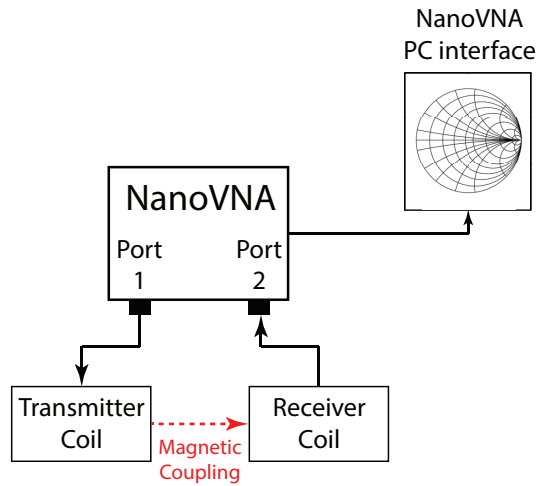 NanoVNA
PC interface
NanoVNA
Port
1
Port
2
Transmitter
Coil
Magnetic
Coupling
Receiver
Coil